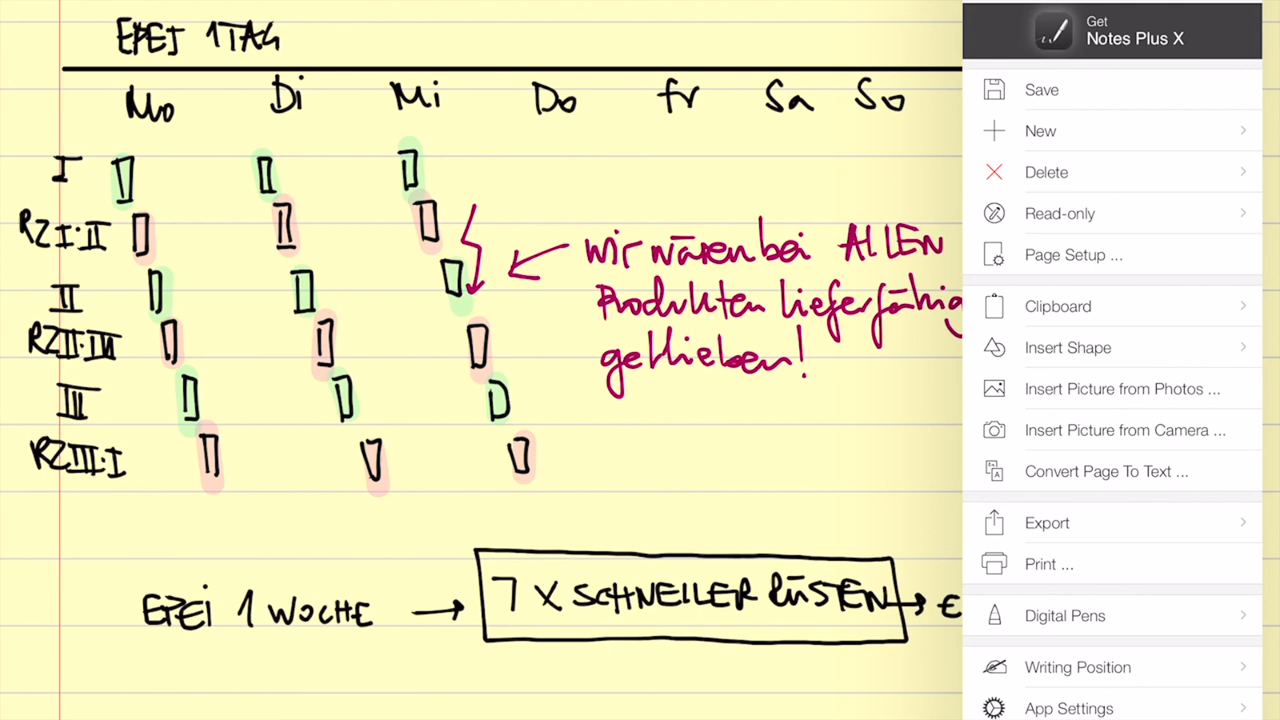 EPEI 1 TAG
Mo Di Mi Do Fr Sa So
I
RZ I·II
II
RZ II·III
III
RZ III·I
wir wären bei ALLEN
Produkten lieferfähig
geblieben!
EPEI 1 WOCHE → 7 X SCHNELLER RÜSTEN → E
Get
Notes Plus X
Save
New
Delete
Read-only
Page Setup ...
Clipboard
Insert Shape
Insert Picture from Photos ...
Insert Picture from Camera ...
Convert Page To Text ...
Export
Print ...
Digital Pens
Writing Position
App Settings